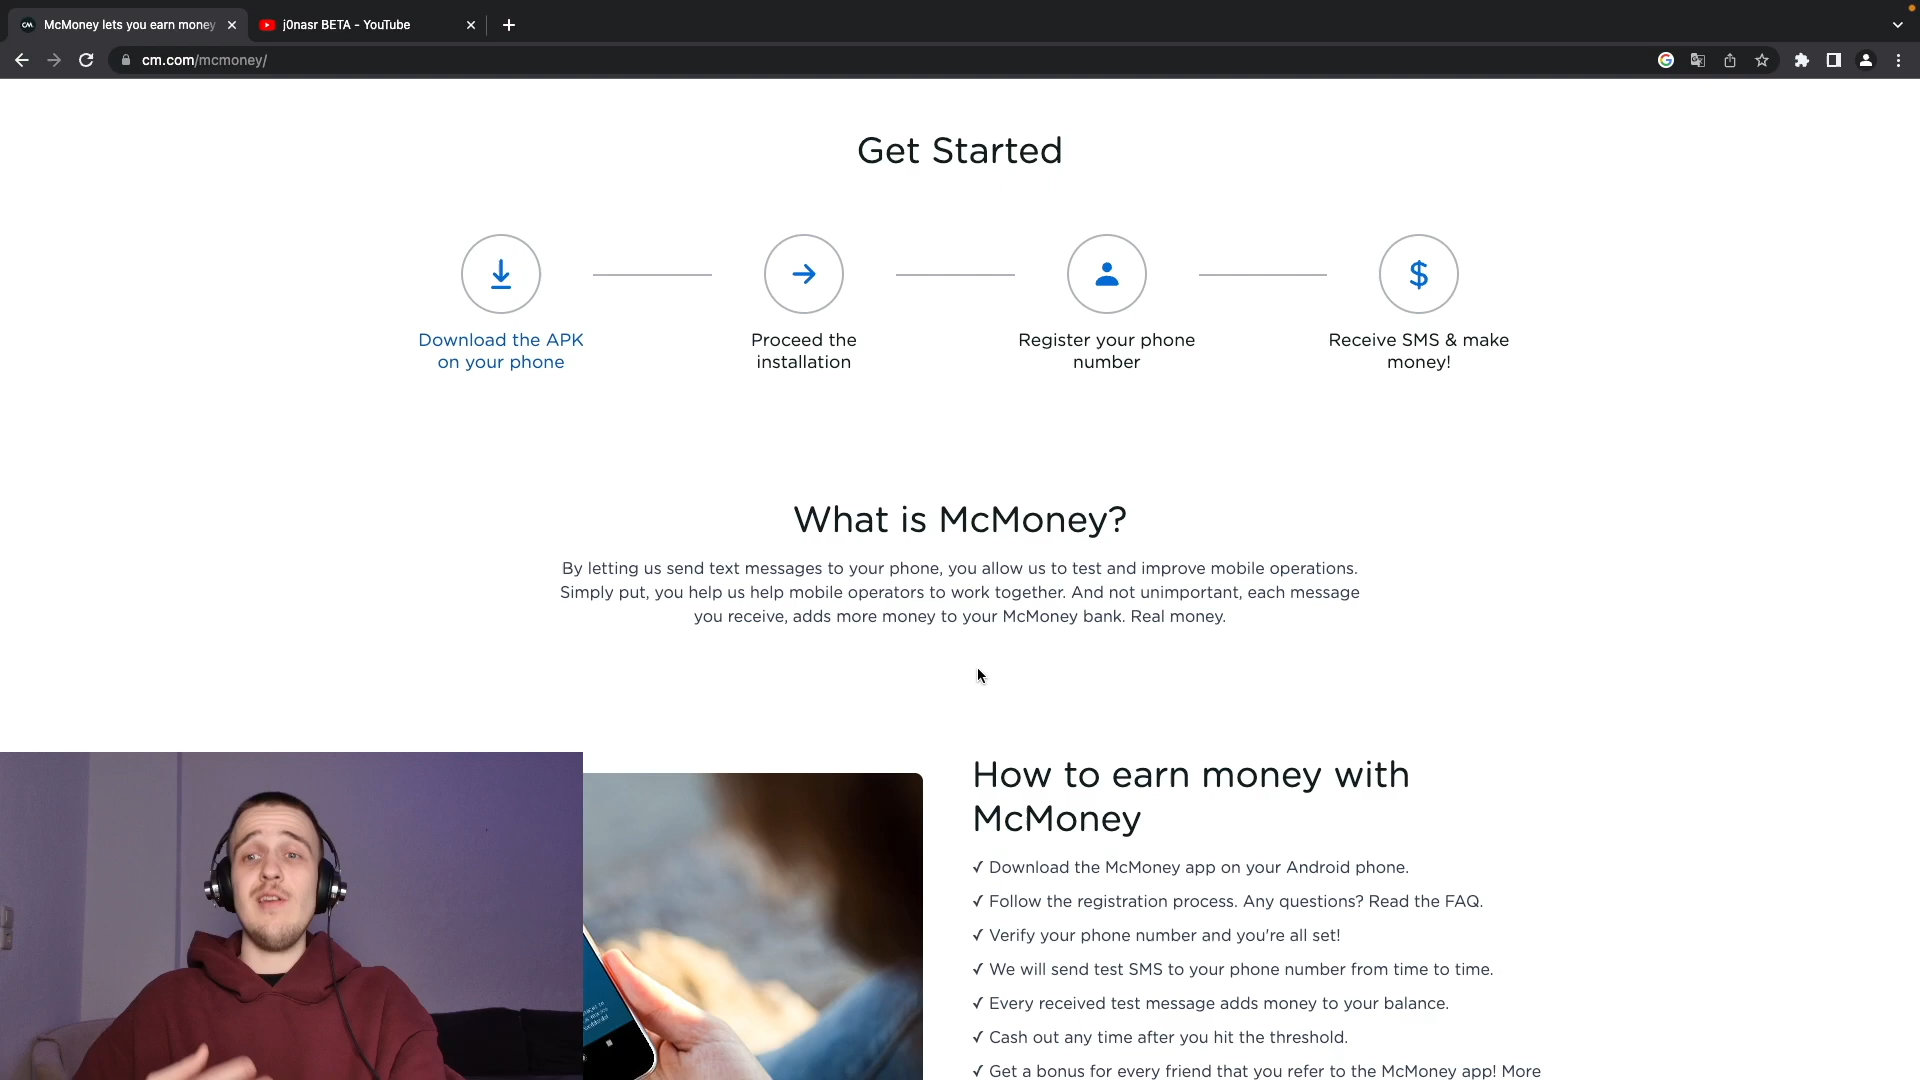 McMoney lets you earn money
j0nasr BETA - YouTube
cm.com/mcmoney/
Get Started
Download the APK
on your phone
Proceed the
installation
Register your phone
number
Receive SMS & make
money!
What is McMoney?
By letting us send text messages to your phone, you allow us to test and improve mobile operations.
Simply put, you help us help mobile operators to work together. And not unimportant, each message
you receive, adds more money to your McMoney bank. Real money.
How to earn money with
McMoney
✓ Download the McMoney app on your Android phone.
✓ Follow the registration process. Any questions? Read the FAQ.
✓ Verify your phone number and you're all set!
✓ We will send test SMS to your phone number from time to time.
✓ Every received test message adds money to your balance.
✓ Cash out any time after you hit the threshold.
✓ Get a bonus for every friend that you refer to the McMoney app! More